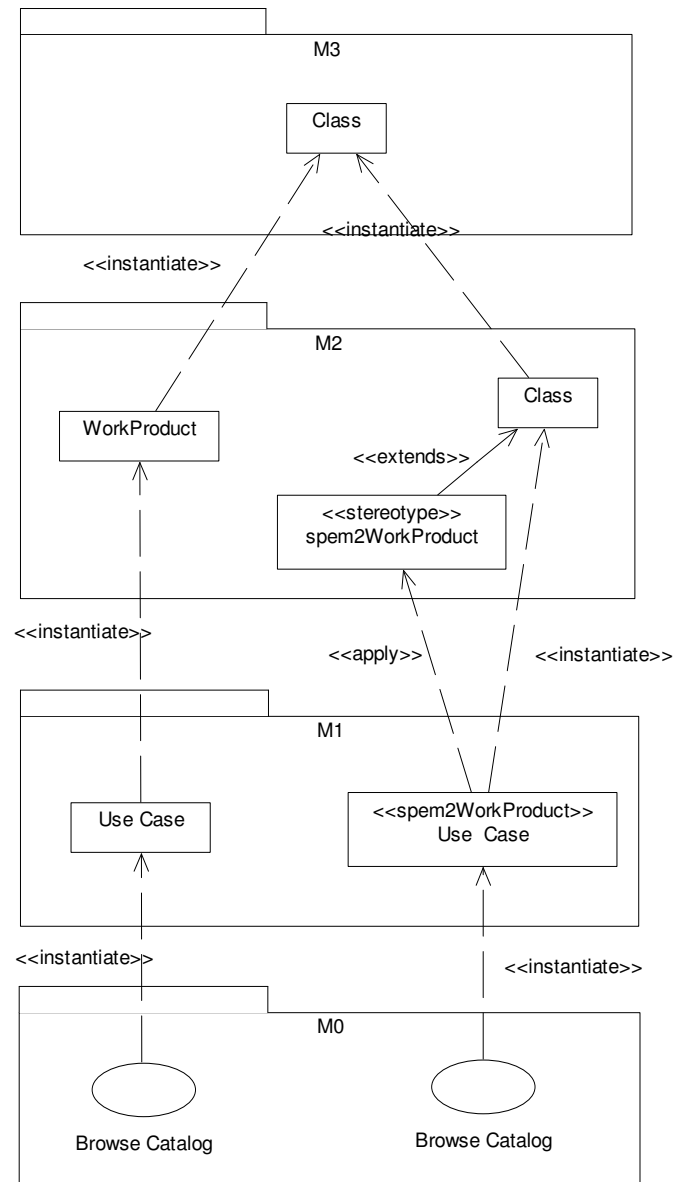 M3
Class
<<instantiate>>
<<instantiate>>
M2
Class
WorkProduct
<<extends>>
<<stereotype>>
spem2WorkProduct
<<instantiate>>
<<apply>>
<<instantiate>>
M1
Use Case
<<spem2WorkProduct>>
Use Case
<<instantiate>>
<<instantiate>>
M0
Browse Catalog
Browse Catalog